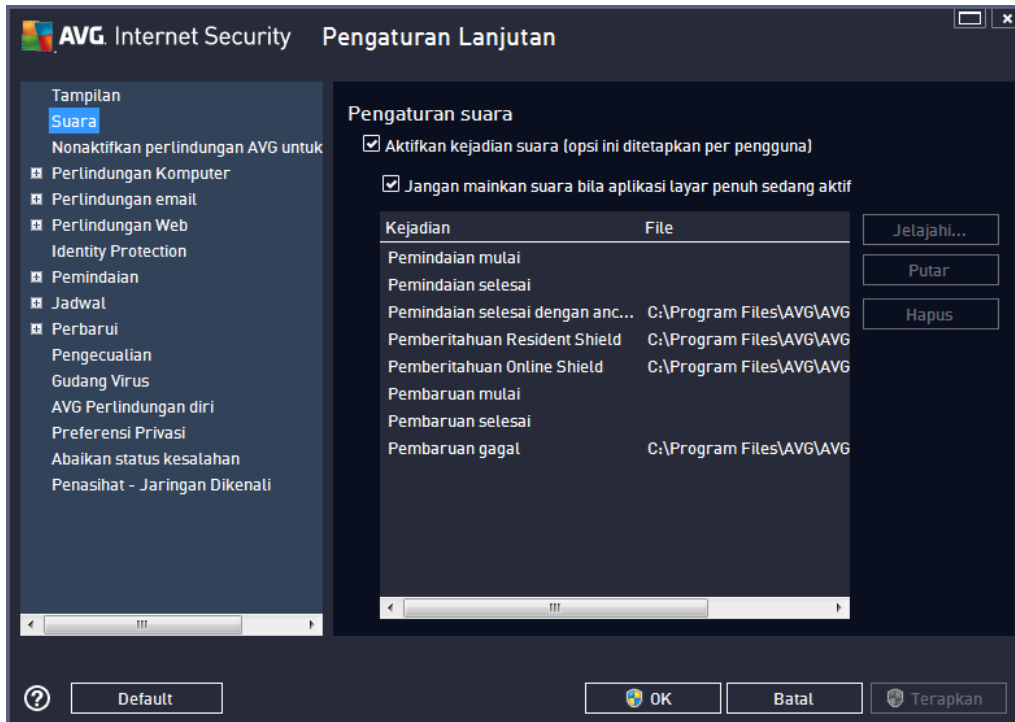 AVG Internet Security Pengaturan Lanjutan
Tampilan
Suara
Nonaktifkan perlindungan AVG untuk
Perlindungan Komputer
Perlindungan email
Perlindungan Web
Identity Protection
Pemindaian
Jadwal
Perbarui
Pengecualian
Gudang Virus
AVG Perlindungan diri
Preferensi Privasi
Abaikan status kesalahan
Penasihat - Jaringan Dikenali
Pengaturan suara
Aktifkan kejadian suara (opsi ini ditetapkan per pengguna)
Jangan mainkan suara bila aplikasi layar penuh sedang aktif
Kejadian File
Pemindaian mulai
Pemindaian selesai
Pemindaian selesai dengan anc... C:\Program Files\AVG\AVG
Pemberitahuan Resident Shield C:\Program Files\AVG\AVG
Pemberitahuan Online Shield C:\Program Files\AVG\AVG
Pembaruan mulai
Pembaruan selesai
Pembaruan gagal C:\Program Files\AVG\AVG
Jelajahi...
Putar
Hapus
Default
OK
Batal
Terapkan